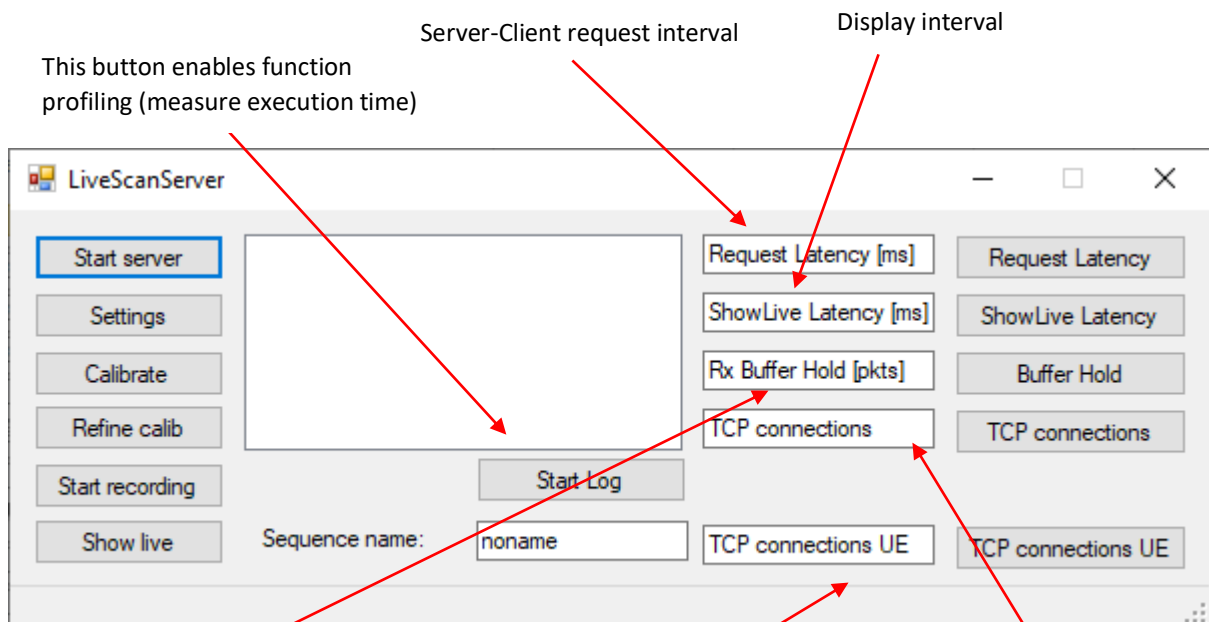 Server-Client request interval
Display interval
This button enables function
profiling (measure execution time)
LiveScanServer
Start server
Request Latency [ms]
Request Latency
Settings
ShowLive Latency [ms]
ShowLive Latency
Calibrate
Rx Buffer Hold [pkts]
Buffer Hold
Refine calib
TCP connections
TCP connections
Start recording
Start Log
Show live
Sequence name:
noname
TCP connections UE
TCP connections UE